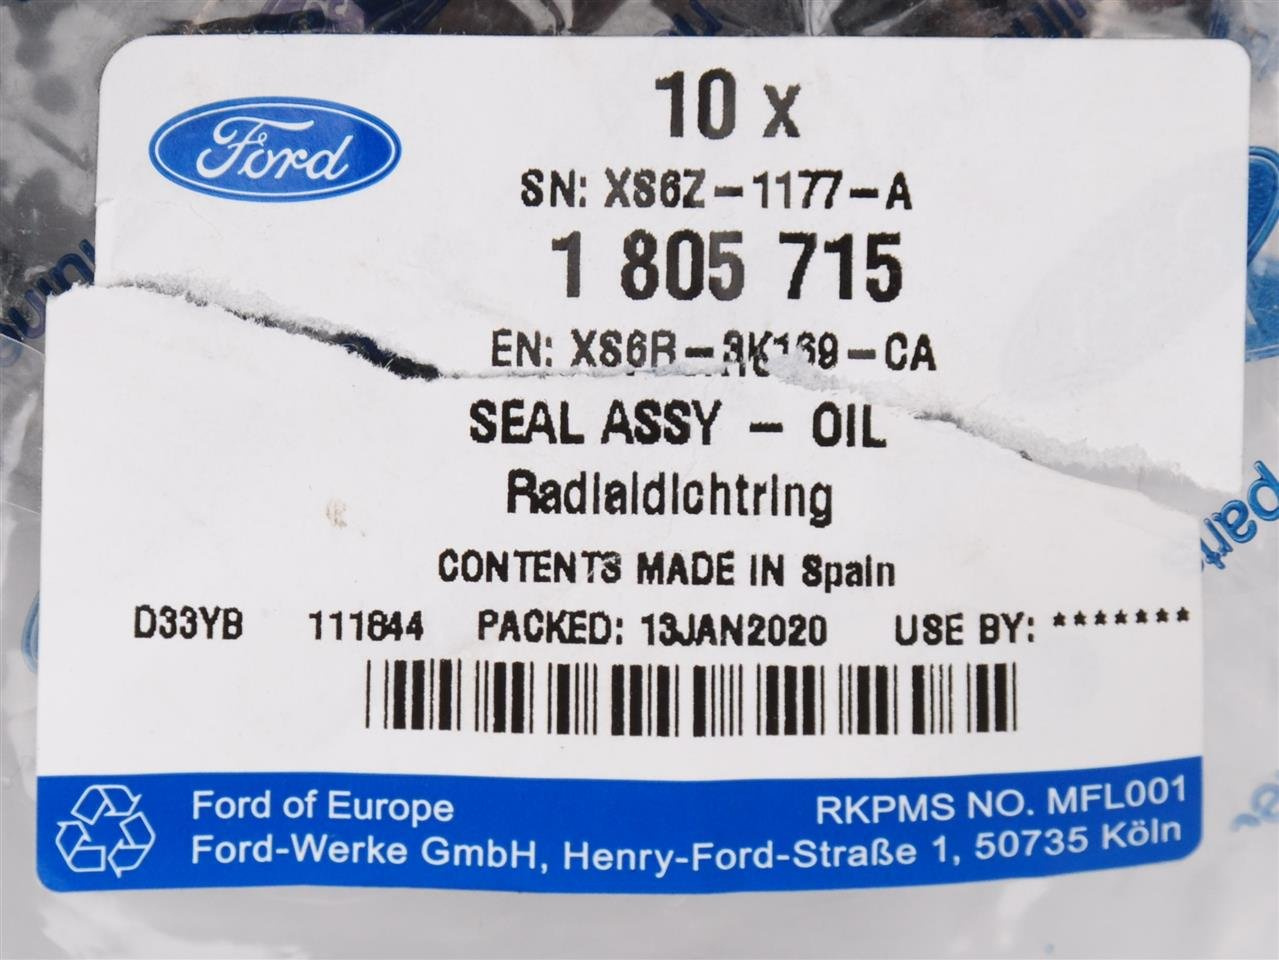 Ford
10 x
SN: XS6Z-1177-A
1 805 715
EN: XS6R-3K169-CA
SEAL ASSY - OIL
Radialdichtring
CONTENTS MADE IN Spain
D33YB 111844 PACKED: 13JAN2020 USE BY: *******
Ford of Europe
RKPMS NO. MFL001
Ford-Werke GmbH, Henry-Ford-Straße 1, 50735 Köln
parts